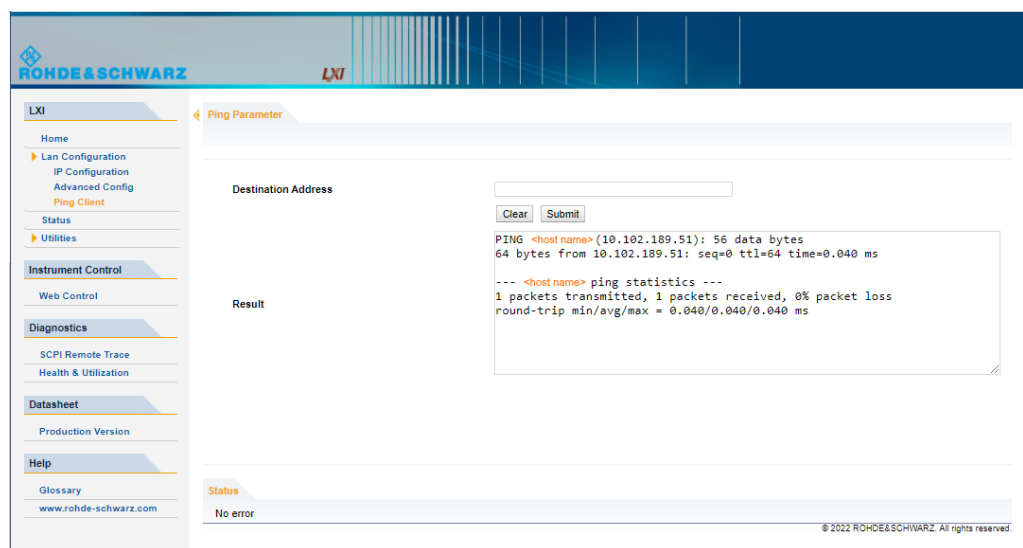 ROHDE&SCHWARZ
LXI
LXI
Home
Lan Configuration
IP Configuration
Advanced Config
Ping Client
Status
Utilities
Instrument Control
Web Control
Diagnostics
SCPI Remote Trace
Health & Utilization
Datasheet
Production Version
Help
Glossary
www.rohde-schwarz.com
Ping Parameter
Destination Address
Clear Submit
Result
PING <host name> (10.102.189.51): 56 data bytes
64 bytes from 10.102.189.51: seq=0 ttl=64 time=0.040 ms
--- <host name> ping statistics ---
1 packets transmitted, 1 packets received, 0% packet loss
round-trip min/avg/max = 0.040/0.040/0.040 ms
Status
No error
© 2022 ROHDE&SCHWARZ. All rights reserved.